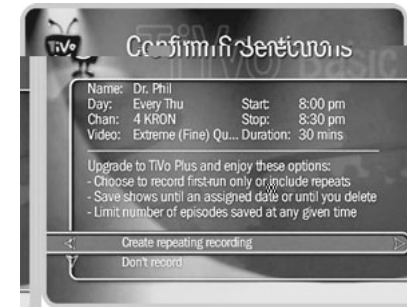 TiVo
Name: Dr. Phil
Day: Every Thu Start: 8:00 pm
Chan: 4 KRON Stop: 8:30 pm
Video: Extreme (Fine) Qu... Duration: 30 mins
Upgrade to TiVo Plus and enjoy these options:
- Choose to record first-run only or include repeats
- Save shows until an assigned date or until you delete
- Limit number of episodes saved at any given time
Create repeating recording
Don't record